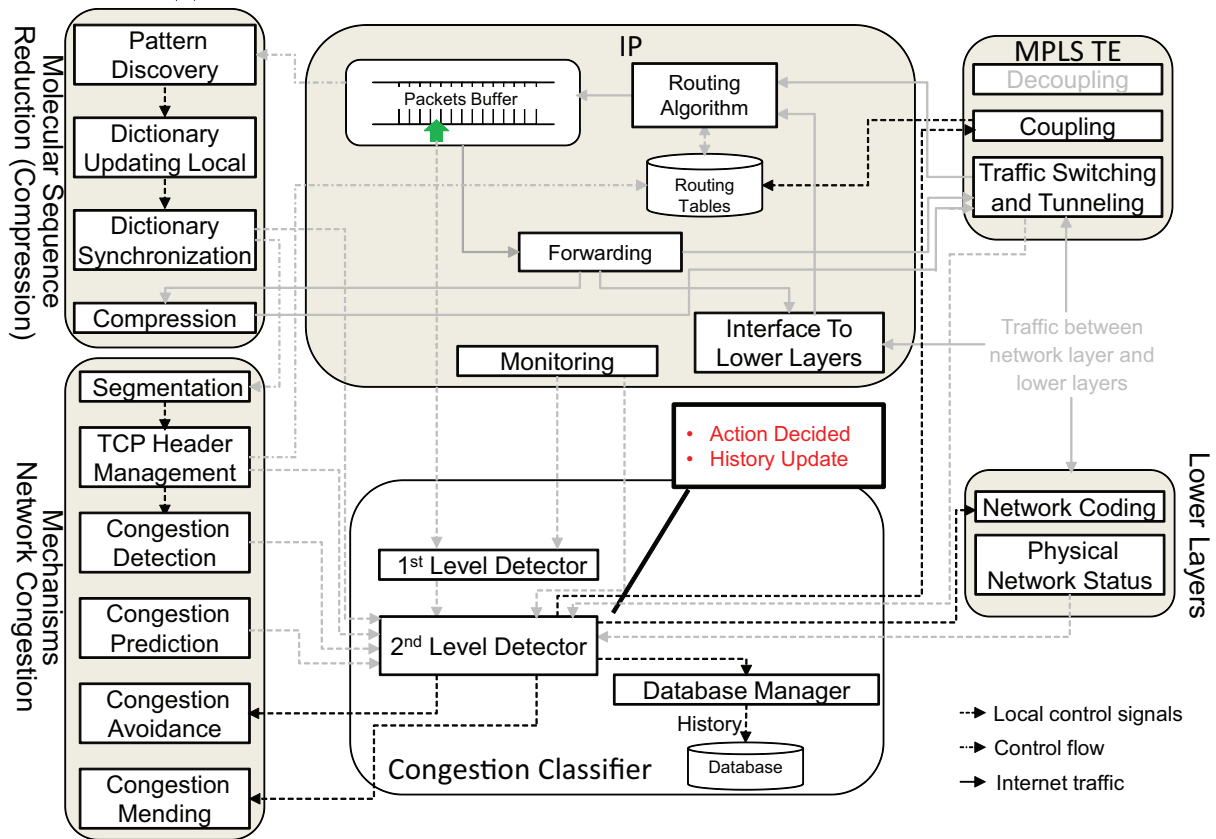 Molecular Sequence
Reduction (Compression)
Pattern
Discovery
Dictionary
Updating Local
Dictionary
Synchronization
Compression
IP
Packets Buffer
Routing
Algorithm
Routing
Tables
Forwarding
Interface To
Lower Layers
Monitoring
MPLS TE
Decoupling
Coupling
Traffic Switching
and Tunneling
Traffic between
network layer and
lower layers
Mechanisms
Network Congestion
Segmentation
TCP Header
Management
Congestion
Detection
Congestion
Prediction
Congestion
Avoidance
Congestion
Mending
• Action Decided
• History Update
1st Level Detector
2nd Level Detector
Database Manager
History
Database
Congestion Classifier
Lower Layers
Network Coding
Physical
Network Status
Local control signals
Control flow
Internet traffic